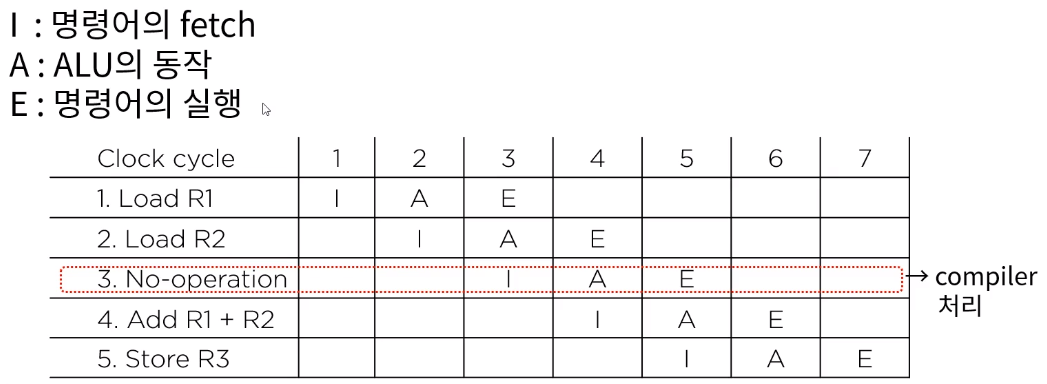 I : 명령어의 fetch
A : ALU의 동작
E : 명령어의 실행
Clock cycle 1 2 3 4 5 6 7
1. Load R1 I A E
2. Load R2 I A E
3. No-operation I A E → compiler
처리
4. Add R1 + R2 I A E
5. Store R3 I A E